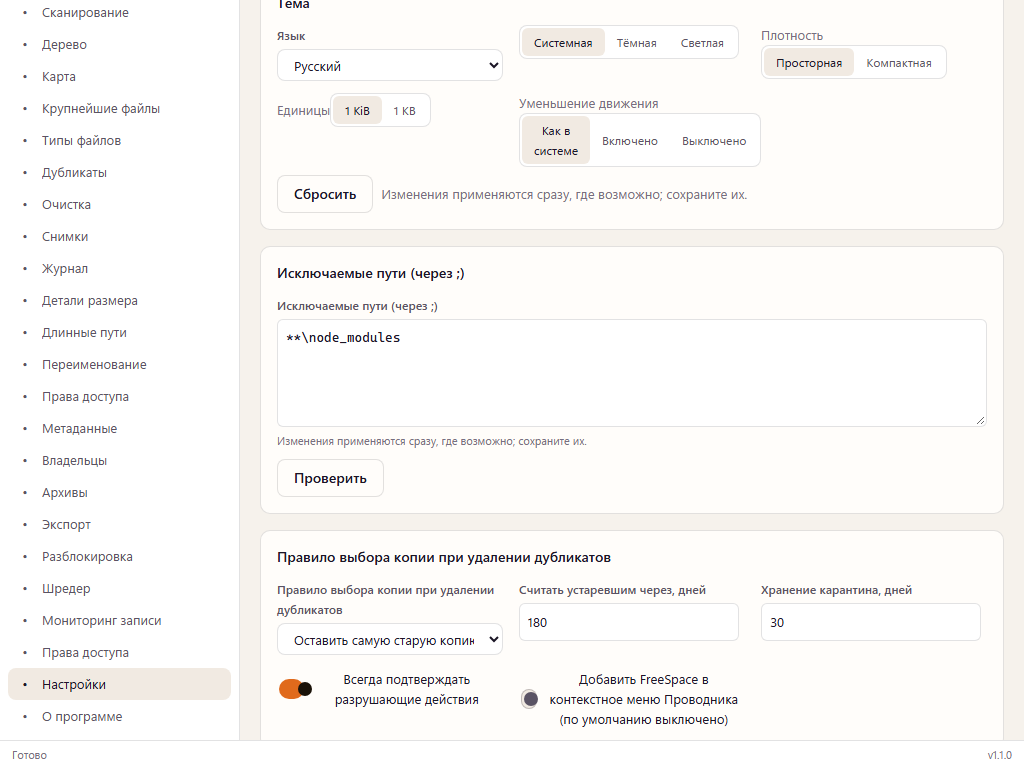 Сканирование
Дерево
Карта
Крупнейшие файлы
Типы файлов
Дубликаты
Очистка
Снимки
Журнал
Детали размера
Длинные пути
Переименование
Права доступа
Метаданные
Владельцы
Архивы
Экспорт
Разблокировка
Шредер
Мониторинг записи
Права доступа
Настройки
О программе
Тема
Язык
Русский
Системная Тёмная Светлая
Плотность
Просторная Компактная
Единицы 1 KiB 1 KB
Уменьшение движения
Как в
системе
Включено Выключено
Сбросить Изменения применяются сразу, где возможно; сохраните их.
Исключаемые пути (через ;)
Исключаемые пути (через ;)
**\node_modules
Изменения применяются сразу, где возможно; сохраните их.
Проверить
Правило выбора копии при удалении дубликатов
Правило выбора копии при удалении
дубликатов
Оставить самую старую копию
Считать устаревшим через, дней
180
Хранение карантина, дней
30
Всегда подтверждать
разрушающие действия
Добавить FreeSpace в
контекстное меню Проводника
(по умолчанию выключено)
Готово
v1.1.0